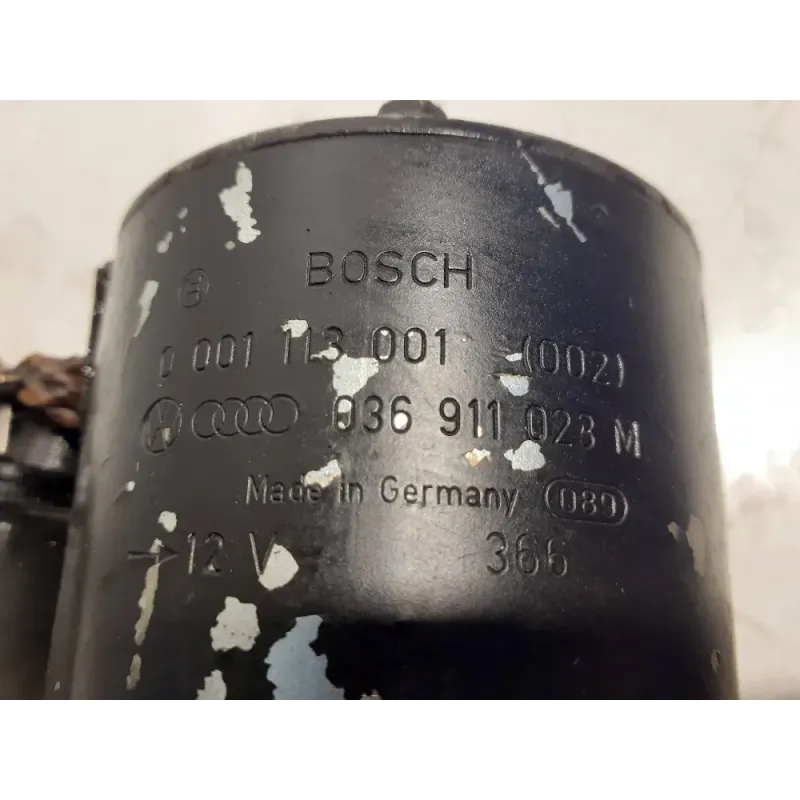 BOSCH
0 001 113 001 (002)
036 911 023 M
Made in Germany 089
12 V 366